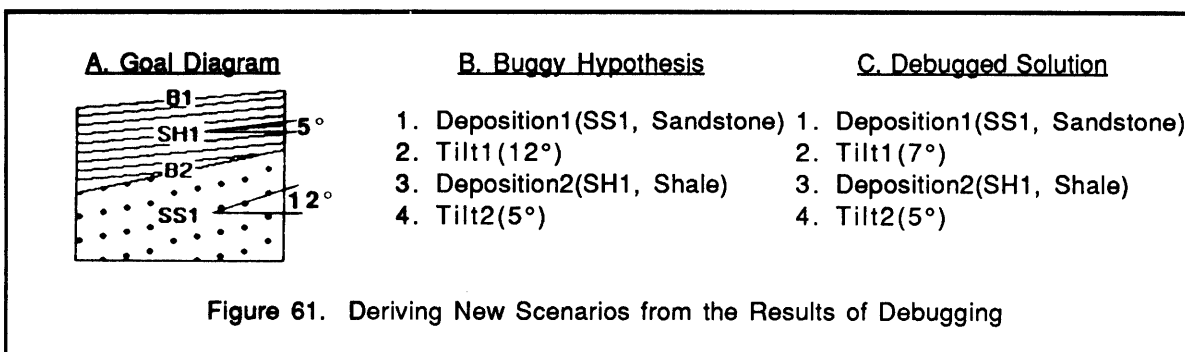 A. Goal Diagram
B1
SH1
5°
B2
SS1
12°
B. Buggy Hypothesis
1. Deposition1(SS1, Sandstone)
2. Tilt1(12°)
3. Deposition2(SH1, Shale)
4. Tilt2(5°)
C. Debugged Solution
1. Deposition1(SS1, Sandstone)
2. Tilt1(7°)
3. Deposition2(SH1, Shale)
4. Tilt2(5°)
Figure 61. Deriving New Scenarios from the Results of Debugging